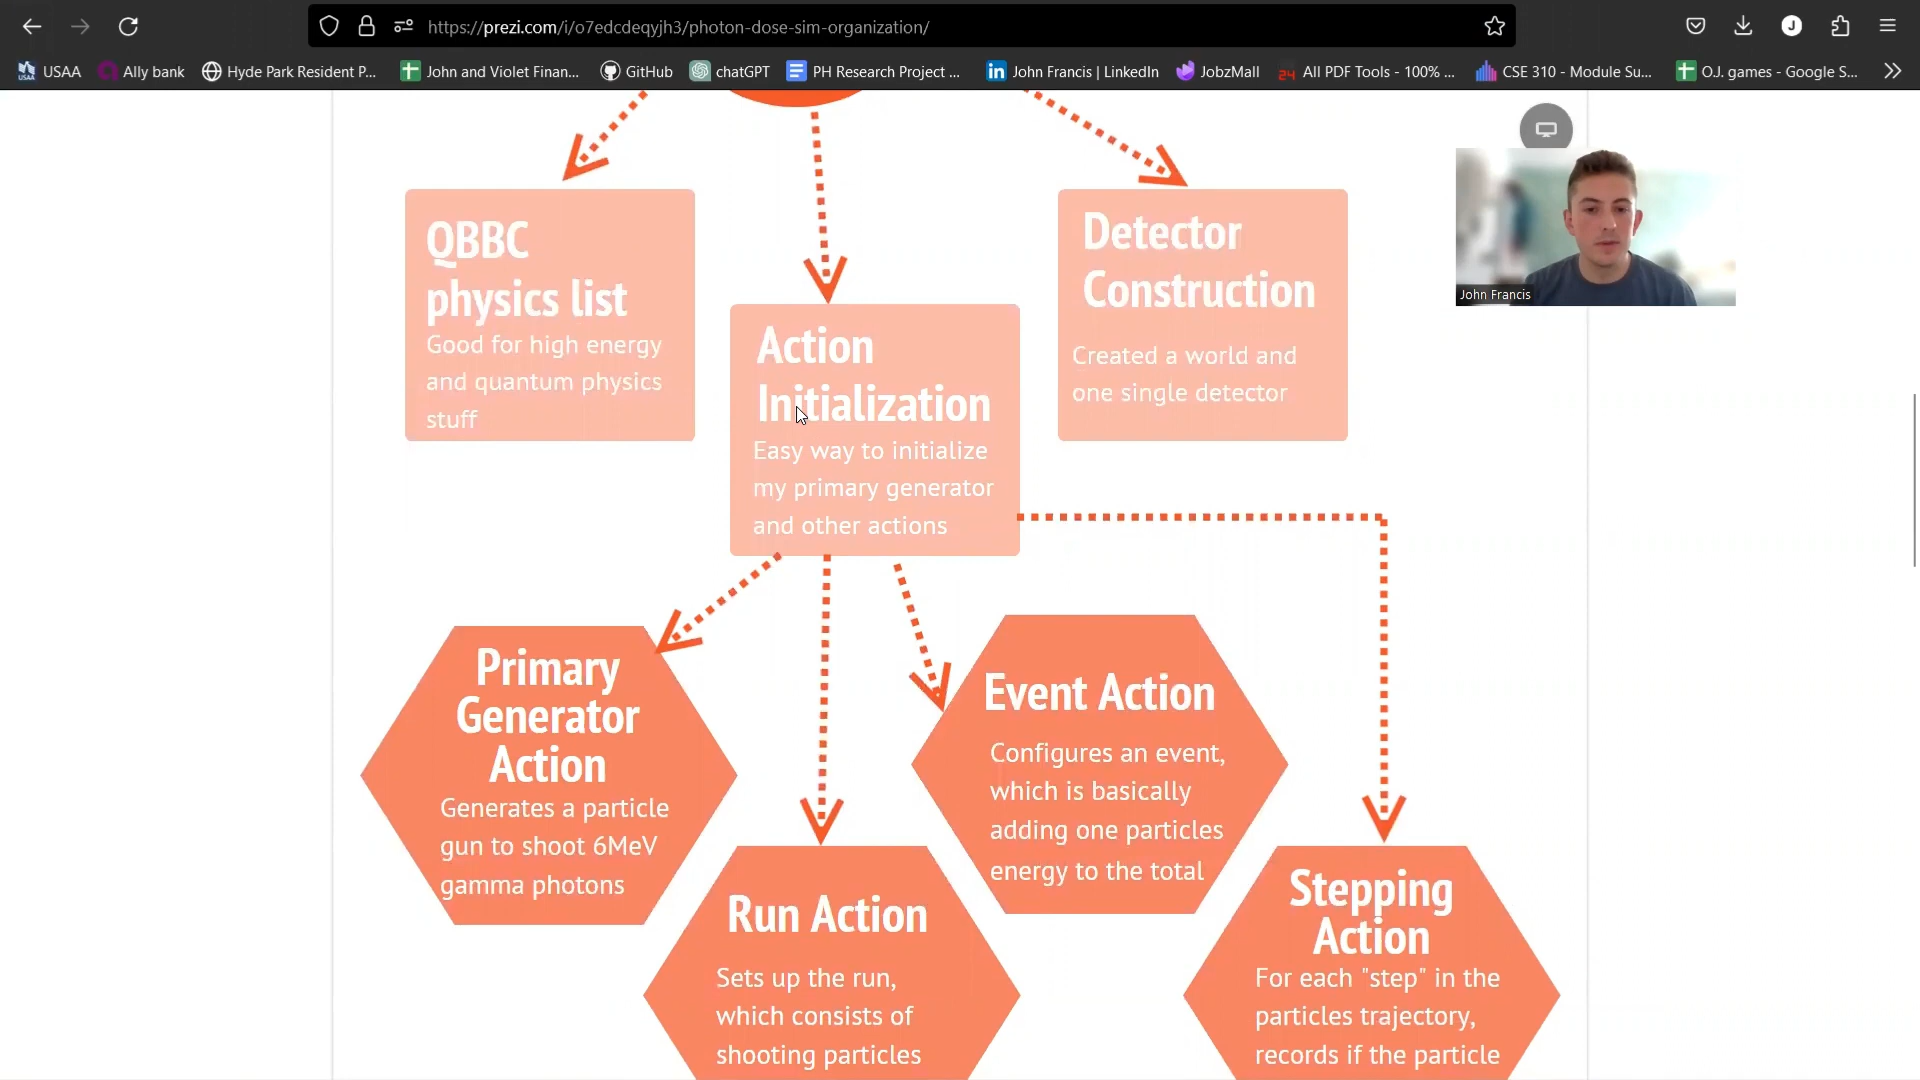 https://prezi.com/i/o7edcdeqyjh3/photon-dose-sim-organization/
J
USAA
Ally bank
Hyde Park Resident P...
John and Violet Finan...
GitHub
chatGPT
PH Research Project ...
in
John Francis | LinkedIn
JobzMall
24
All PDF Tools - 100% ...
CSE 310 - Module Su...
O.J. games - Google S...
John Francis
QBBC
physics list
Good for high energy
and quantum physics
stuff
Action
Initialization
Easy way to initialize
my primary generator
and other actions
Detector
Construction
Created a world and
one single detector
Primary
Generator
Action
Generates a particle
gun to shoot 6MeV
gamma photons
Run Action
Sets up the run,
which consists of
shooting particles
Event Action
Configures an event,
which is basically
adding one particles
energy to the total
Stepping
Action
For each "step" in the
particles trajectory,
records if the particle